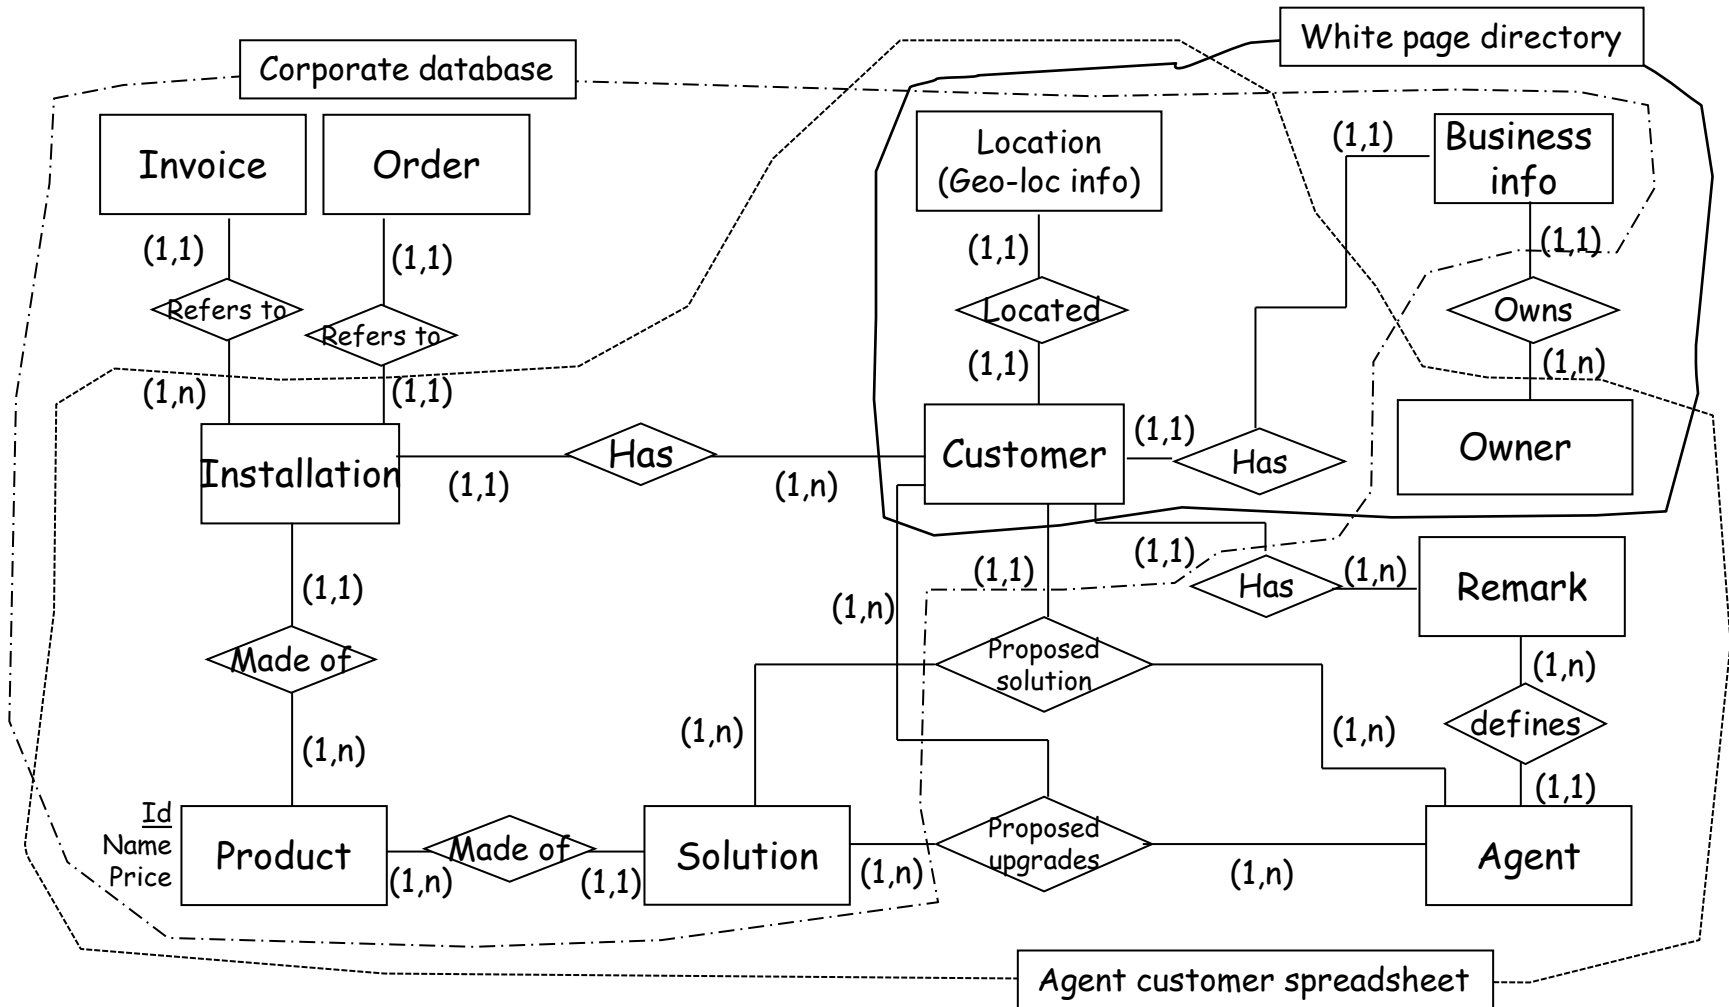 White page directory
Corporate database
Invoice
Order
Location
(Geo-loc info)
(1,1)
Business
info
(1,1)
(1,1)
(1,1)
(1,1)
Refers to
Refers to
Located
Owns
(1,n)
(1,1)
(1,1)
(1,n)
Installation
(1,1)
Has
(1,n)
Customer
(1,1)
Has
Owner
(1,1)
(1,1)
(1,1)
Has
(1,n)
Remark
(1,n)
Made of
Proposed
solution
(1,n)
defines
(1,n)
(1,n)
(1,n)
(1,1)
Id
Name
Price
Product
(1,n)
Made of
(1,1)
Solution
(1,n)
Proposed
upgrades
(1,n)
Agent
Agent customer spreadsheet